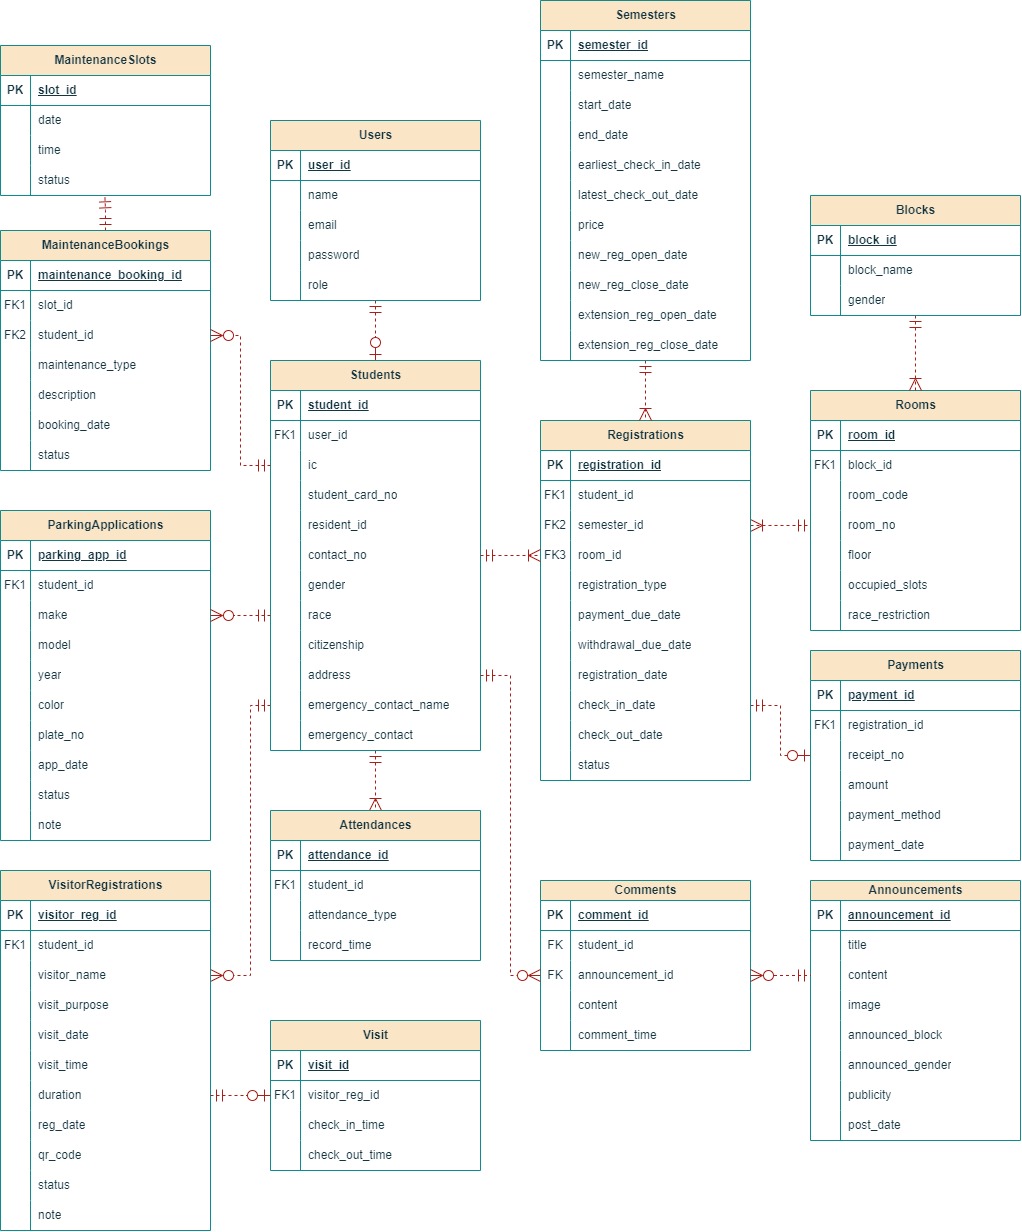 MaintenanceSlots
PK slot_id
date
time
status
MaintenanceBookings
PK maintenance_booking_id
FK1 slot_id
FK2 student_id
maintenance_type
description
booking_date
status
ParkingApplications
PK parking_app_id
FK1 student_id
make
model
year
color
plate_no
app_date
status
note
VisitorRegistrations
PK visitor_reg_id
FK1 student_id
visitor_name
visit_purpose
visit_date
visit_time
duration
reg_date
qr_code
status
note
Users
PK user_id
name
email
password
role
Students
PK student_id
FK1 user_id
ic
student_card_no
resident_id
contact_no
gender
race
citizenship
address
emergency_contact_name
emergency_contact
Attendances
PK attendance_id
FK1 student_id
attendance_type
record_time
Visit
PK visit_id
FK1 visitor_reg_id
check_in_time
check_out_time
Semesters
PK semester_id
semester_name
start_date
end_date
earliest_check_in_date
latest_check_out_date
price
new_reg_open_date
new_reg_close_date
extension_reg_open_date
extension_reg_close_date
Registrations
PK registration_id
FK1 student_id
FK2 semester_id
FK3 room_id
registration_type
payment_due_date
withdrawal_due_date
registration_date
check_in_date
check_out_date
status
Comments
PK comment_id
FK student_id
FK announcement_id
content
comment_time
Blocks
PK block_id
block_name
gender
Rooms
PK room_id
FK1 block_id
room_code
room_no
floor
occupied_slots
race_restriction
Payments
PK payment_id
FK1 registration_id
receipt_no
amount
payment_method
payment_date
Announcements
PK announcement_id
title
content
image
announced_block
announced_gender
publicity
post_date